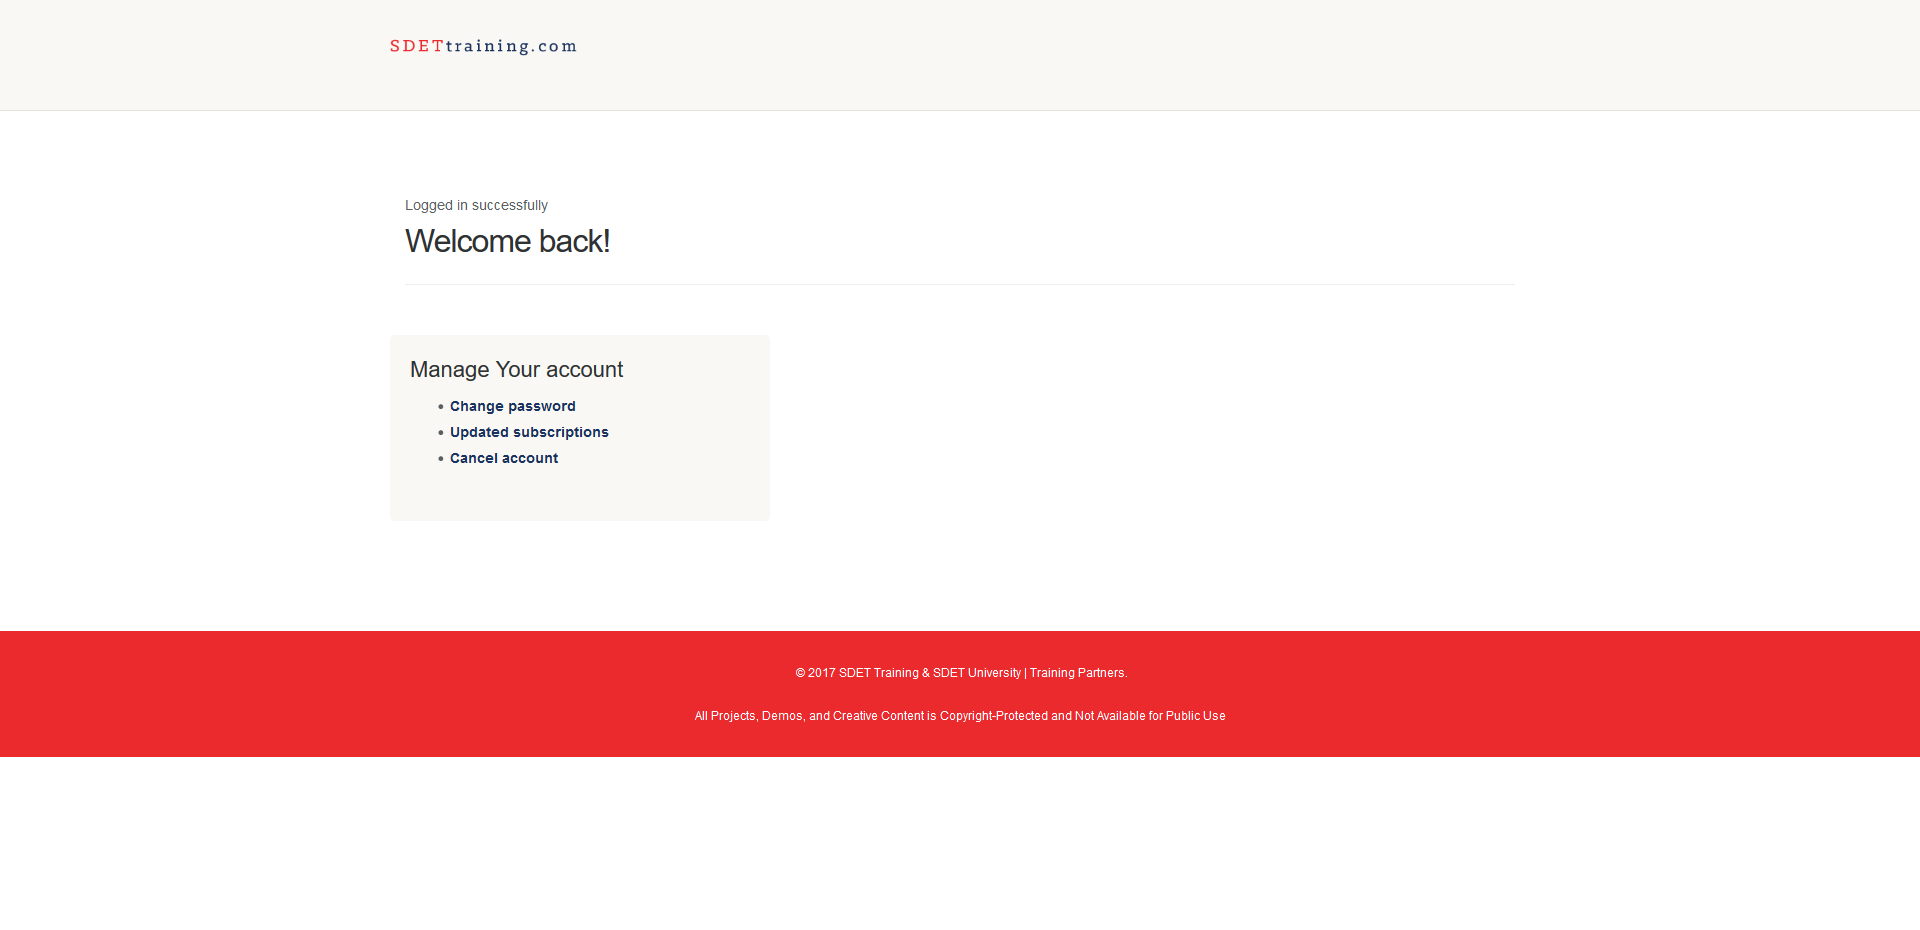 SDETtraining.com
Logged in successfully
Welcome back!
Manage Your account
Change password
Updated subscriptions
Cancel account
© 2017 SDET Training & SDET University | Training Partners.
All Projects, Demos, and Creative Content is Copyright-Protected and Not Available for Public Use